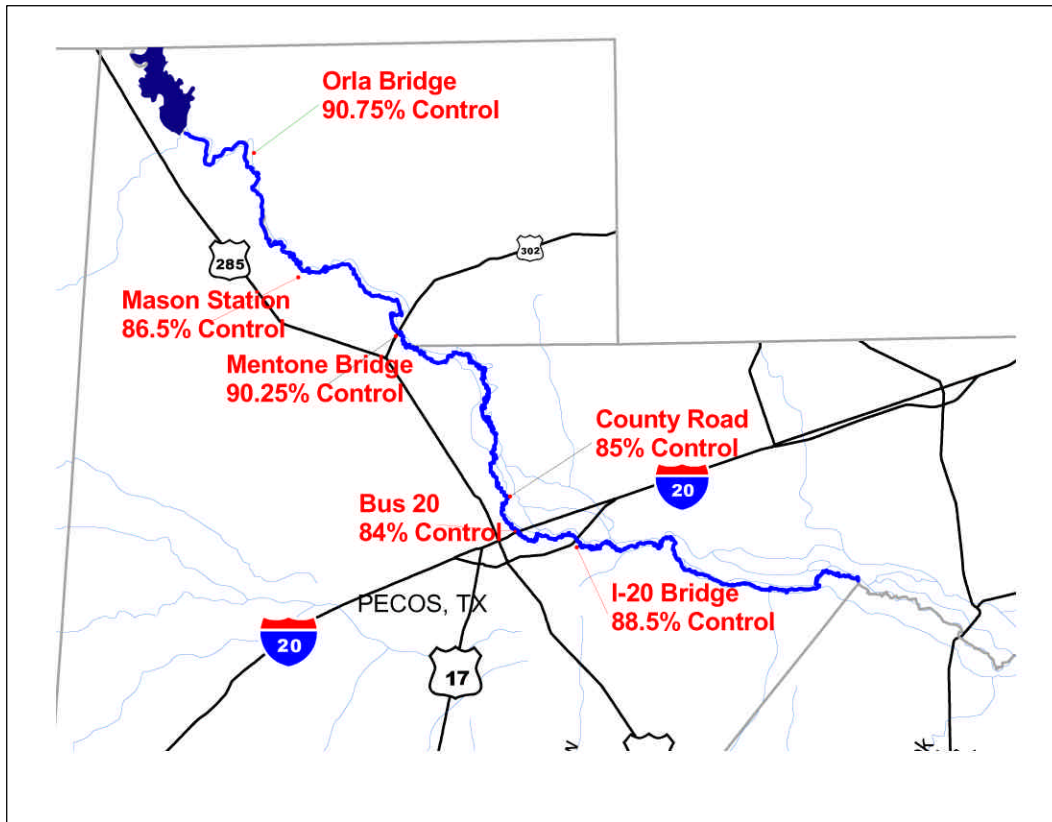 Orla Bridge
90.75% Control
302
285
Mason Station
86.5% Control
Mentone Bridge
90.25% Control
County Road
85% Control
20
Bus 20
84% Control
I-20 Bridge
88.5% Control
PECOS, TX
20
17